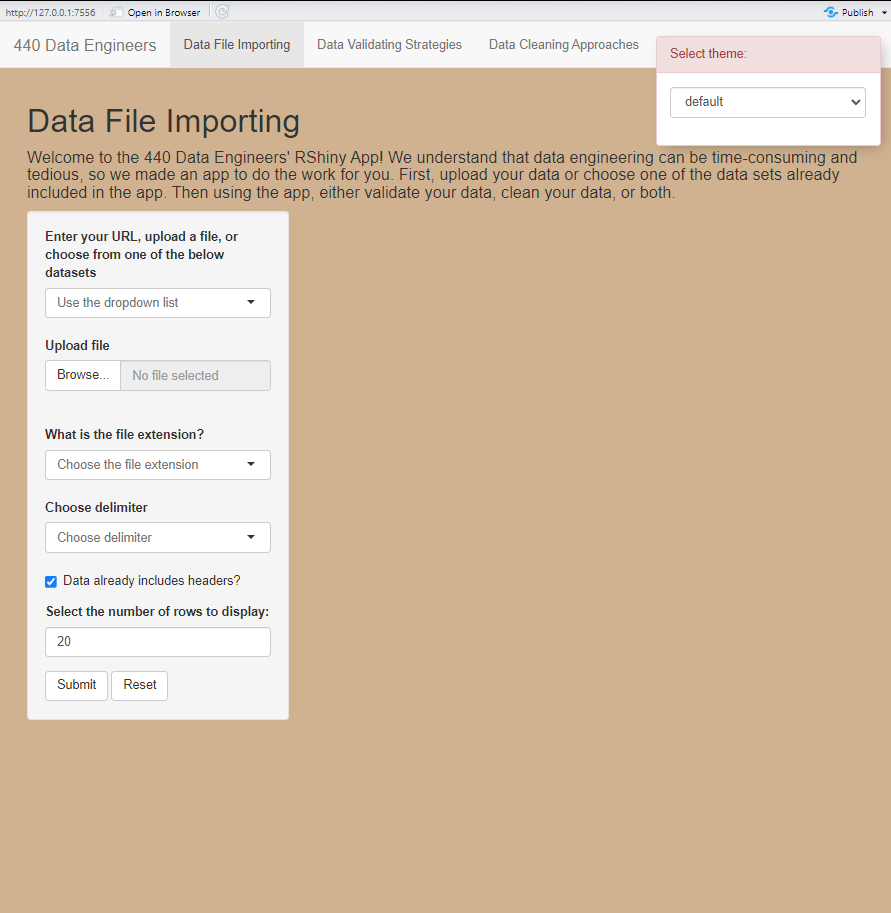 http://127.0.0.1:7556 Open in Browser Publish
440 Data Engineers Data File Importing Data Validating Strategies Data Cleaning Approaches
Select theme:
default
Data File Importing
Welcome to the 440 Data Engineers' RShiny App! We understand that data engineering can be time-consuming and
tedious, so we made an app to do the work for you. First, upload your data or choose one of the data sets already
included in the app. Then using the app, either validate your data, clean your data, or both.
Enter your URL, upload a file, or
choose from one of the below
datasets
Use the dropdown list
Upload file
Browse... No file selected
What is the file extension?
Choose the file extension
Choose delimiter
Choose delimiter
Data already includes headers?
Select the number of rows to display:
20
Submit Reset